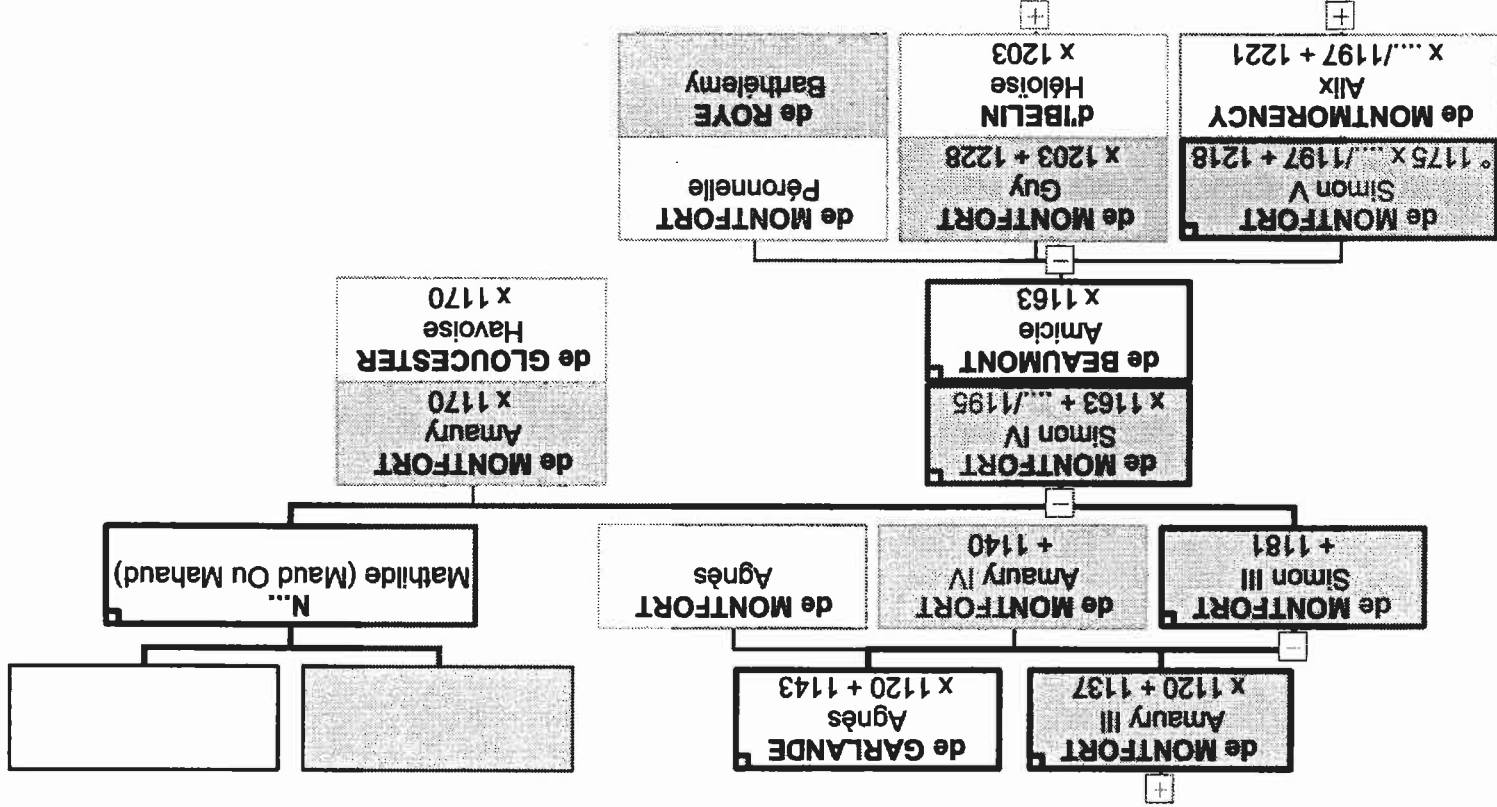 +
de MONTFORT
Amaury III
x 1120 + 1137
de GARLANDE
Agnès
x 1120 + 1143
−
de MONTFORT
Simon III
+ 1181
de MONTFORT
Amaury IV
+ 1140
de MONTFORT
Agnès
N...
Mathilde (Maud Ou Mahaud)
−
de MONTFORT
Simon IV
x 1163 + ..../1195
de BEAUMONT
Amicie
x 1163
de MONTFORT
Amaury
x 1170
de GLOUCESTER
Havoise
x 1170
−
de MONTFORT
Simon V
° 1175 x ..../1197 + 1218
de MONTMORENCY
Alix
x ..../1197 + 1221
+
de MONTFORT
Guy
x 1203 + 1228
d'IBELIN
Héloïse
x 1203
+
de MONTFORT
Péronnelle
de ROYE
Barthélemy